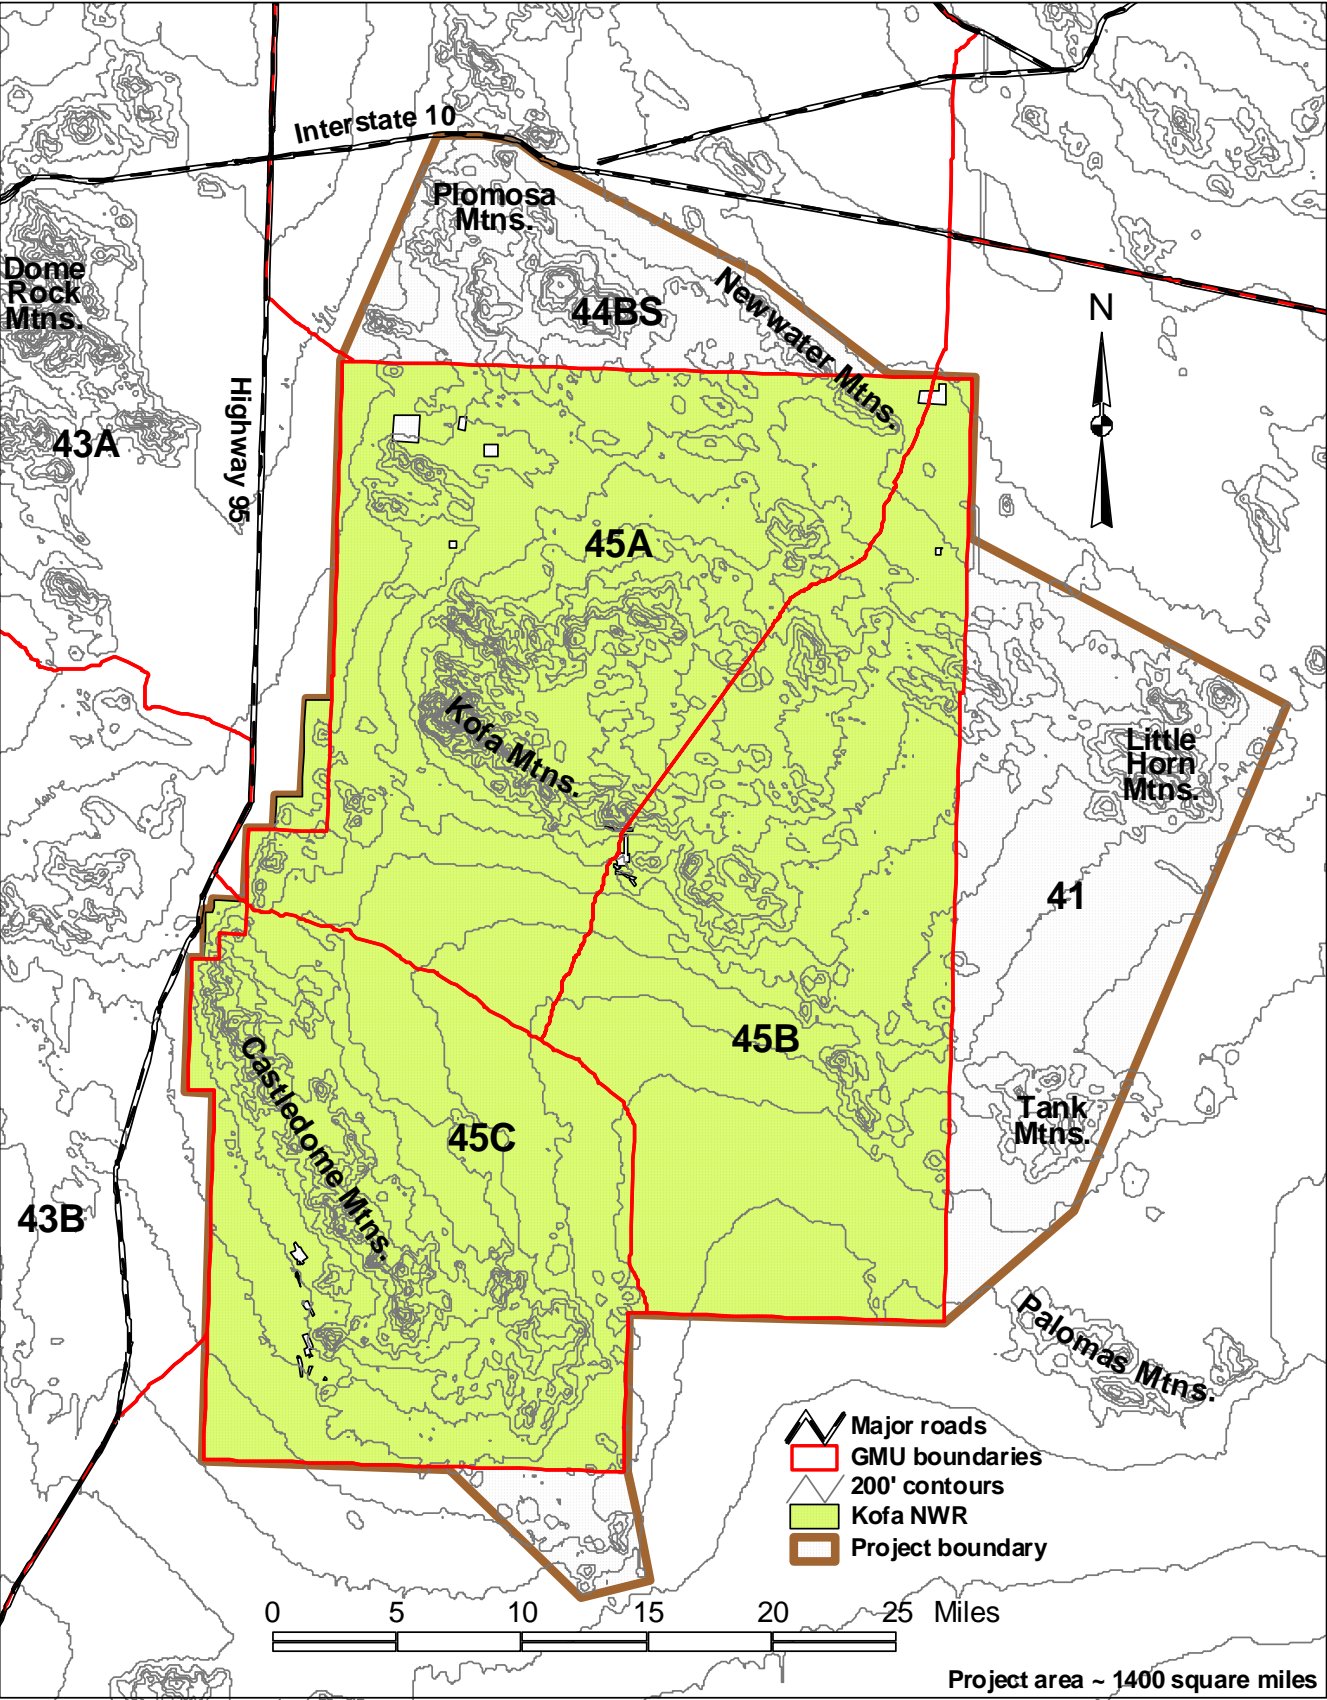 Interstate 10
Plomosa
Mtns.
Dome
Rock
Mtns.
44BS
Newwater Mtns.
N
Highway 95
43A
45A
Kofa Mtns.
Little
Horn
Mtns.
41
45B
Castledome Mtns.
45C
Tank
Mtns.
43B
Palomas Mtns.
Major roads
GMU boundaries
200' contours
Kofa NWR
Project boundary
0 5 10 15 20 25 Miles
Project area ~ 1400 square miles